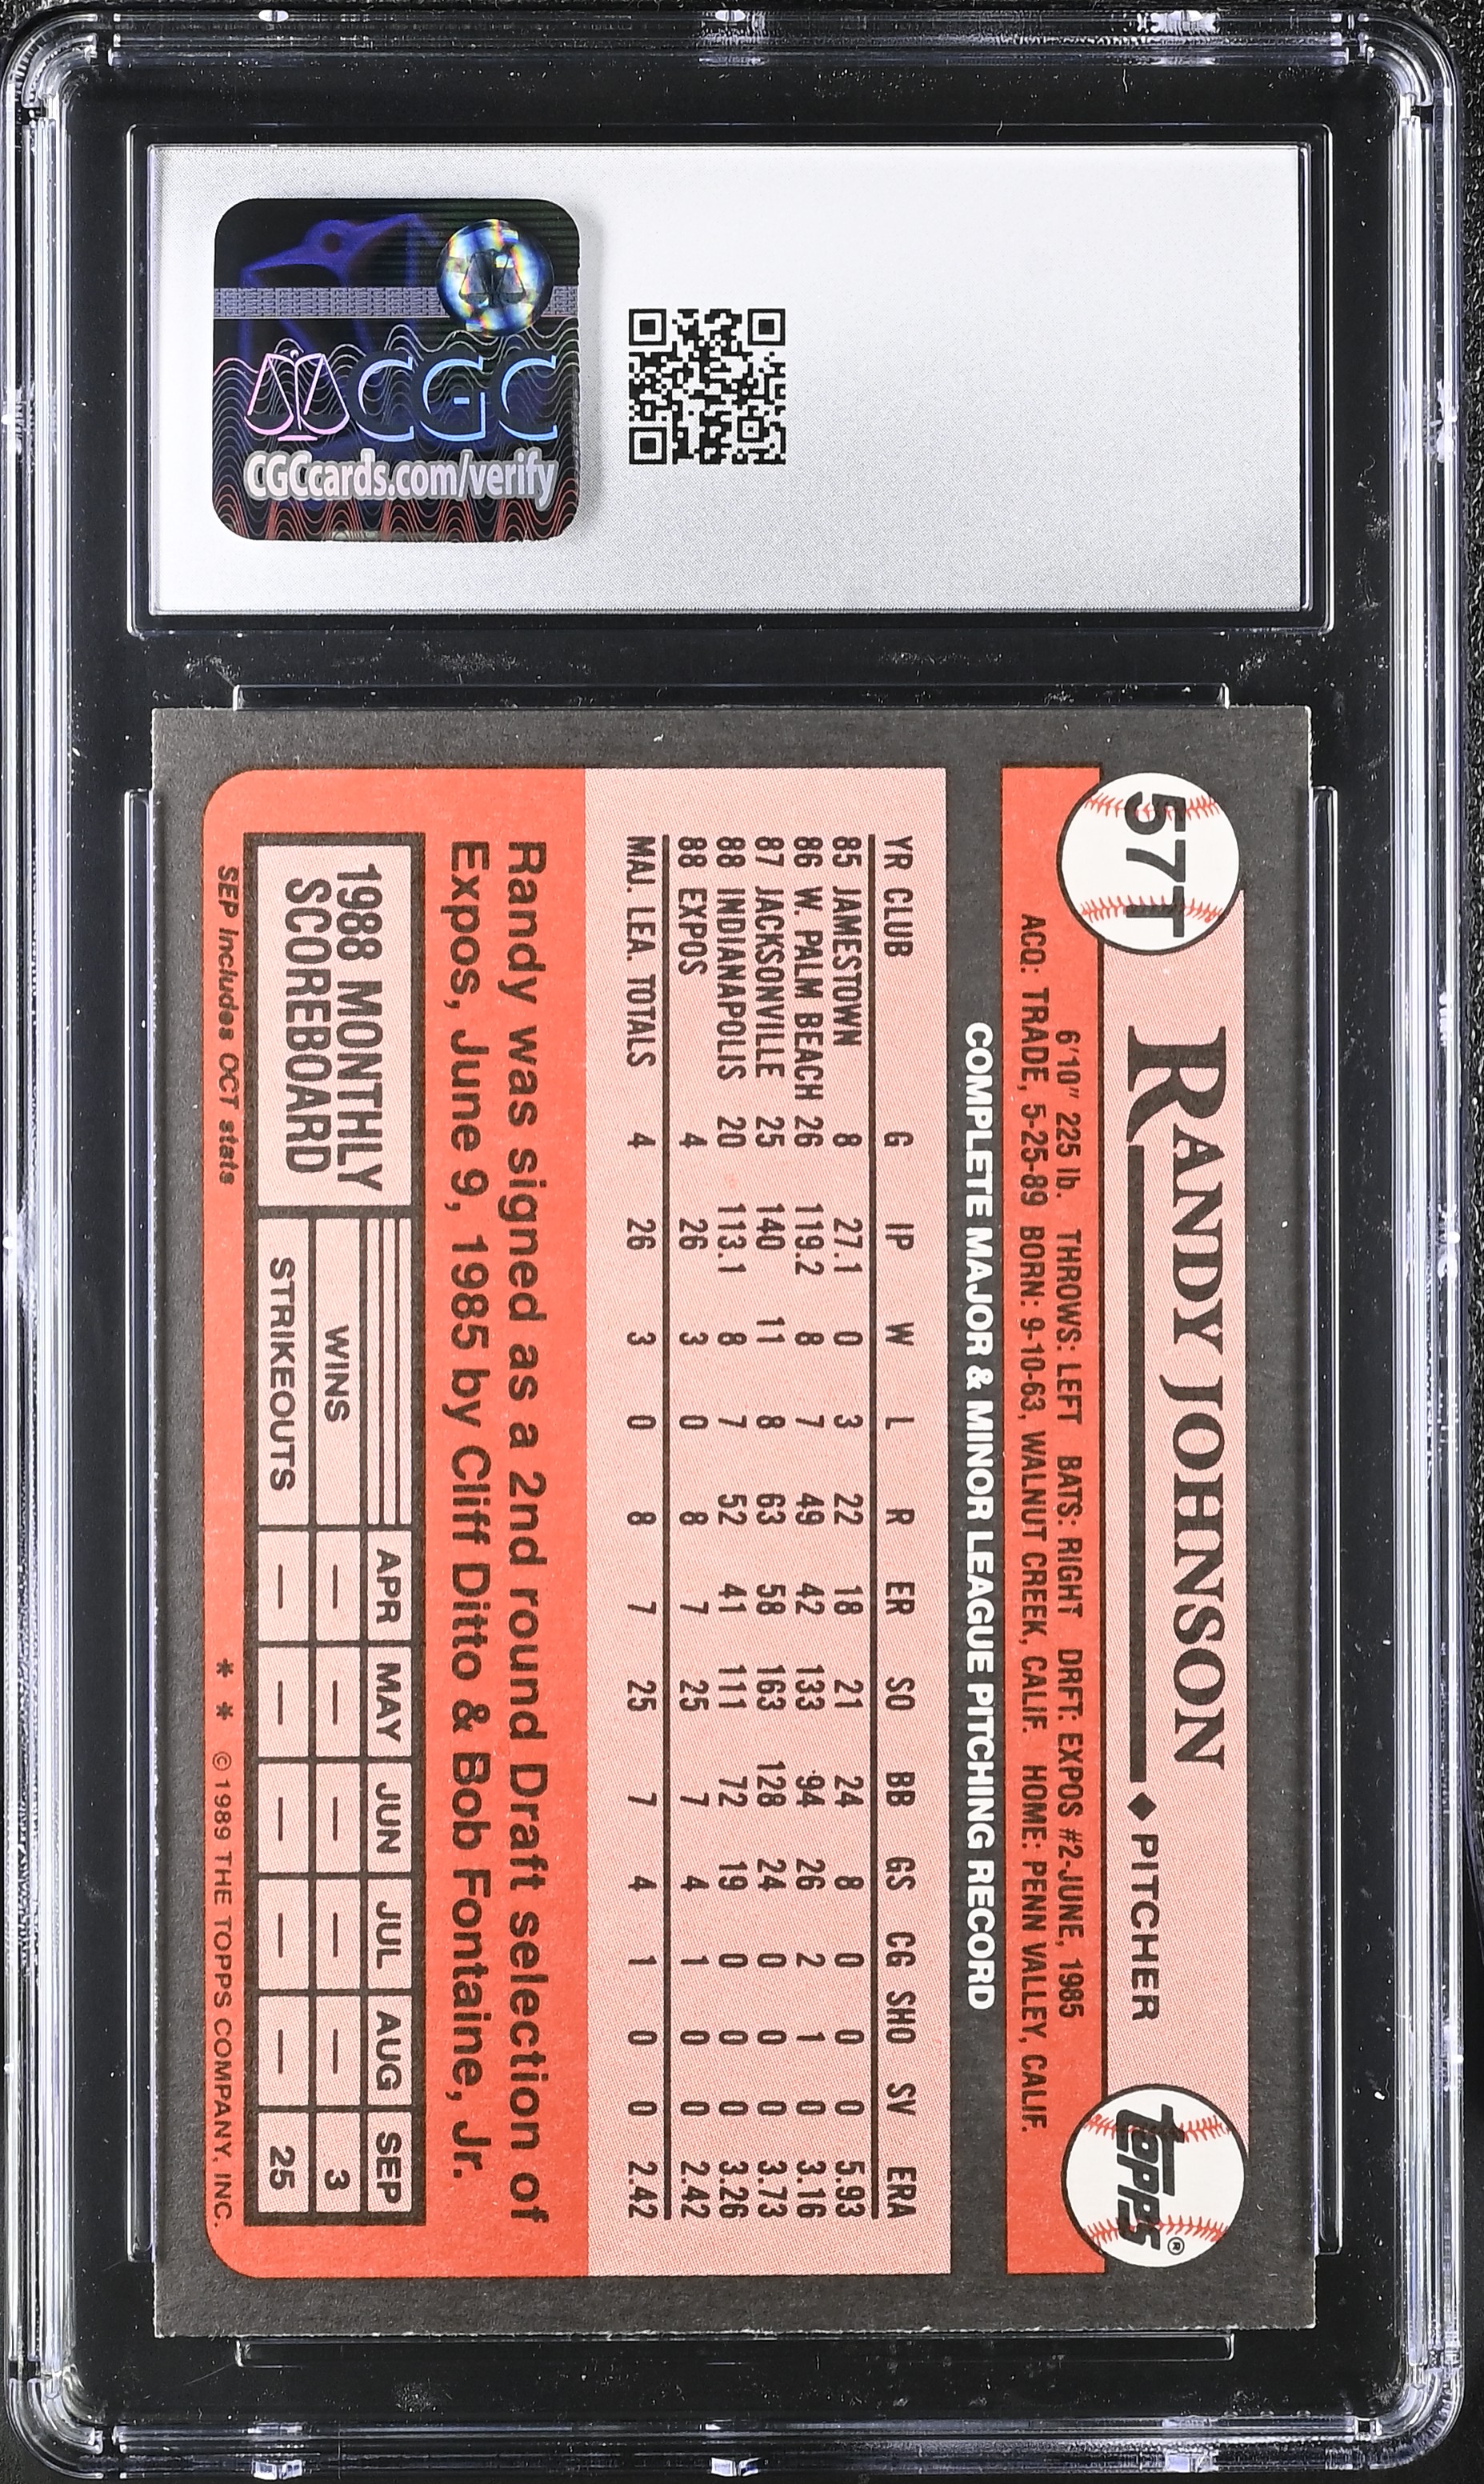 CGC
CGCcards.com/verify
57T
RANDY JOHNSON
◆ PITCHER
topps®
6'10" 225 lb. THROWS: LEFT BATS: RIGHT DRFT: EXPOS #2-JUNE, 1985
ACQ: TRADE, 5-25-89 BORN: 9-10-63, WALNUT CREEK, CALIF. HOME: PENN VALLEY, CALIF.
COMPLETE MAJOR & MINOR LEAGUE PITCHING RECORD
YR CLUB G IP W L R ER SO BB GS CG SHO SV ERA
85 JAMESTOWN 8 27.1 0 3 22 18 21 24 8 0 0 0 5.93
86 W. PALM BEACH 26 119.2 8 7 49 42 133 94 26 2 1 0 3.16
87 JACKSONVILLE 25 140 11 8 63 58 163 128 24 0 0 0 3.73
88 INDIANAPOLIS 20 113.1 8 7 52 41 111 72 19 0 0 0 3.26
88 EXPOS 4 26 3 0 8 7 25 7 4 1 0 0 2.42
MAJ. LEA. TOTALS 4 26 3 0 8 7 25 7 4 1 0 0 2.42
Randy was signed as a 2nd round Draft selection of
Expos, June 9, 1985 by Cliff Ditto & Bob Fontaine, Jr.
1988 MONTHLY
SCOREBOARD
APR MAY JUN JUL AUG SEP
WINS — — — — — 3
STRIKEOUTS — — — — — 25
SEP Includes OCT stats
* * © 1989 THE TOPPS COMPANY, INC.